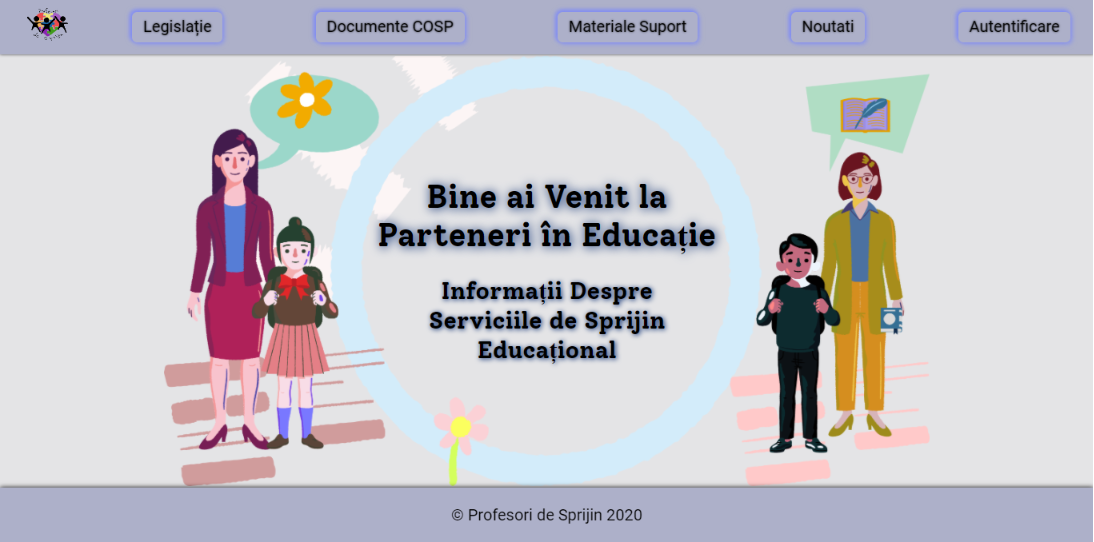 Legislație
Documente COSP
Materiale Suport
Noutati
Autentificare
Bine ai Venit la
Parteneri în Educație
Informații Despre
Serviciile de Sprijin
Educațional
© Profesori de Sprijin 2020